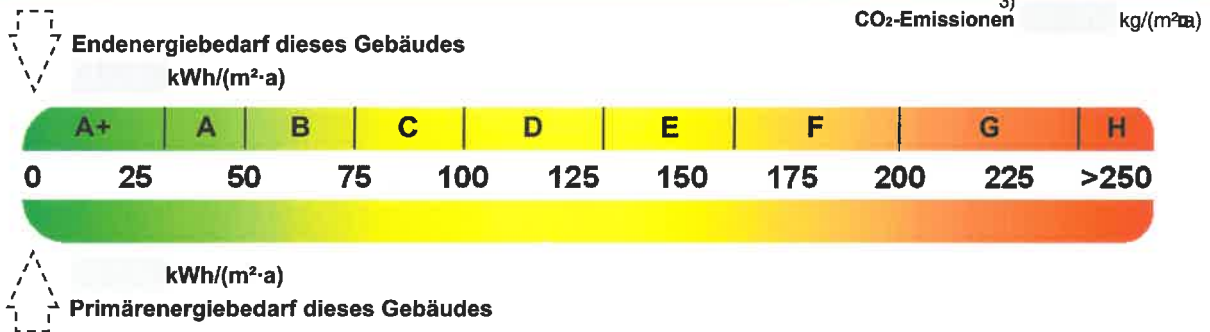 3)
CO₂-Emissionen kg/(m²·a)
Endenergiebedarf dieses Gebäudes
kWh/(m²·a)
A+ A B C D E F G H
0 25 50 75 100 125 150 175 200 225 >250
kWh/(m²·a)
Primärenergiebedarf dieses Gebäudes